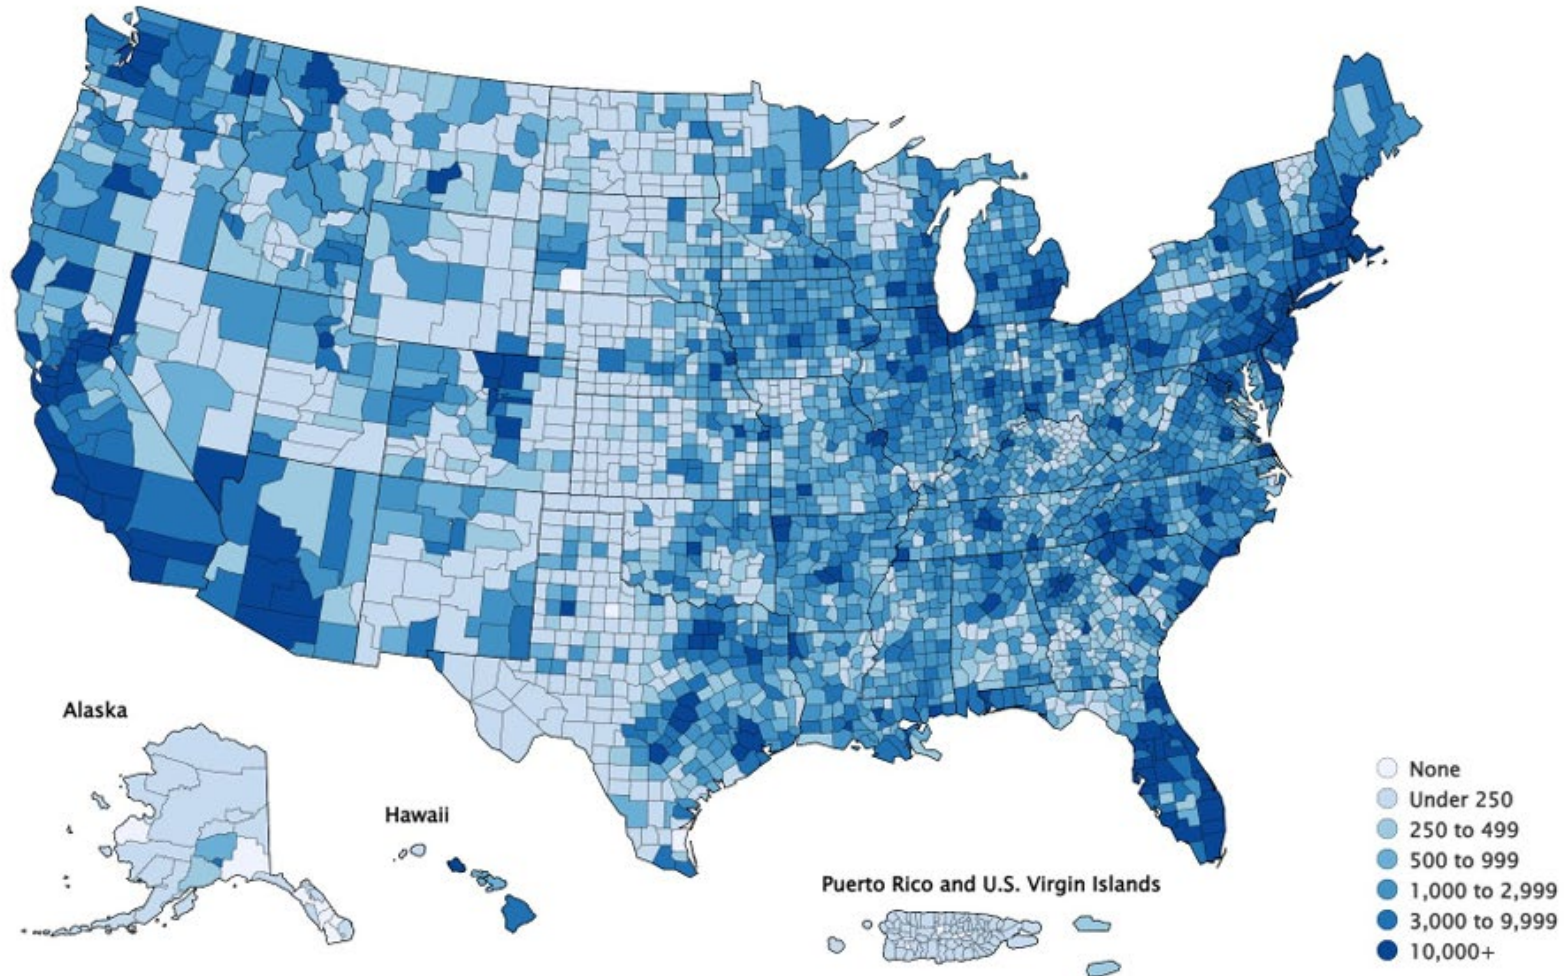 Alaska
Hawaii
Puerto Rico and U.S. Virgin Islands
None
Under 250
250 to 499
500 to 999
1,000 to 2,999
3,000 to 9,999
10,000+